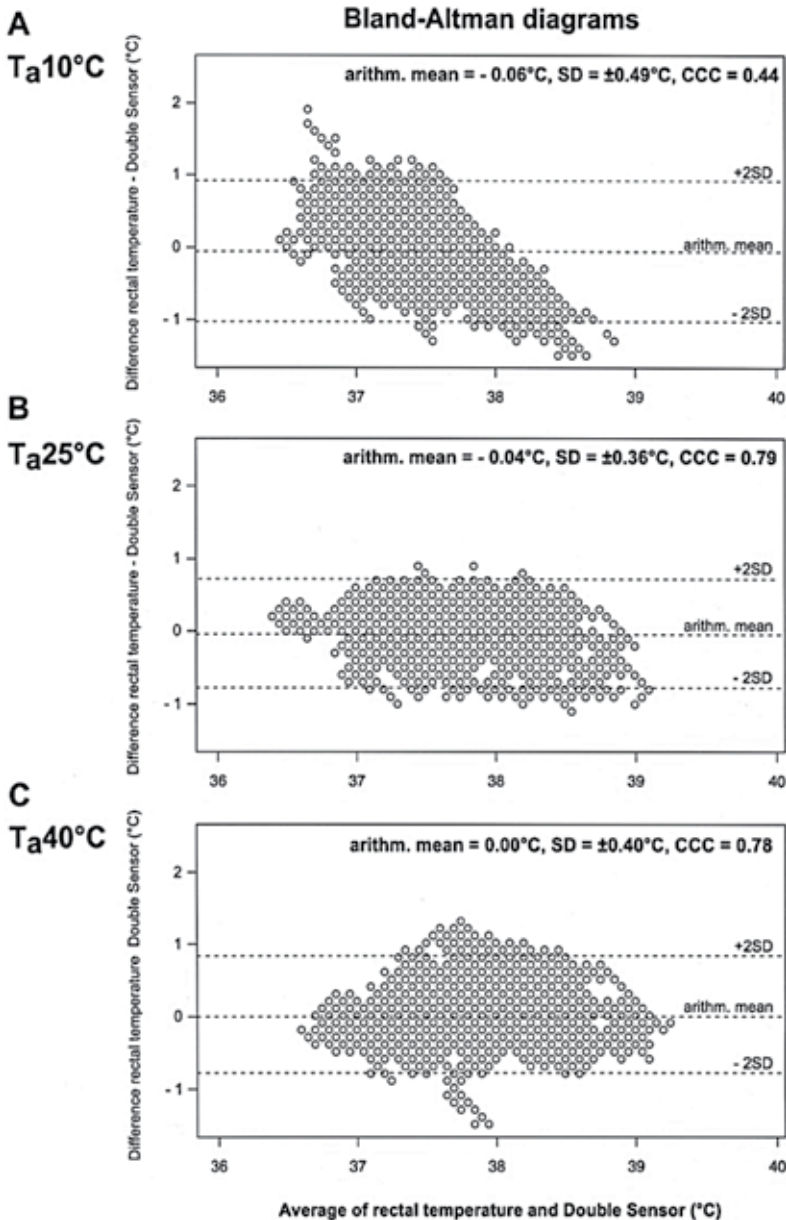 Bland-Altman diagrams
A
Ta10°C
arithm. mean = - 0.06°C, SD = ±0.49°C, CCC = 0.44
Difference rectal temperature - Double Sensor (°C)
2
1
0
- 1
+2SD
arithm. mean
- 2SD
36 37 38 39 40
B
Ta25°C
arithm. mean = - 0.04°C, SD = ±0.36°C, CCC = 0.79
Difference rectal temperature - Double Sensor (°C)
2
1
0
- 1
+2SD
arithm. mean
- 2SD
36 37 38 39 40
C
Ta40°C
arithm. mean = 0.00°C, SD = ±0.40°C, CCC = 0.78
Difference rectal temperature Double Sensor (°C)
2
1
0
- 1
+2SD
arithm. mean
- 2SD
36 37 38 39 40
Average of rectal temperature and Double Sensor (°C)